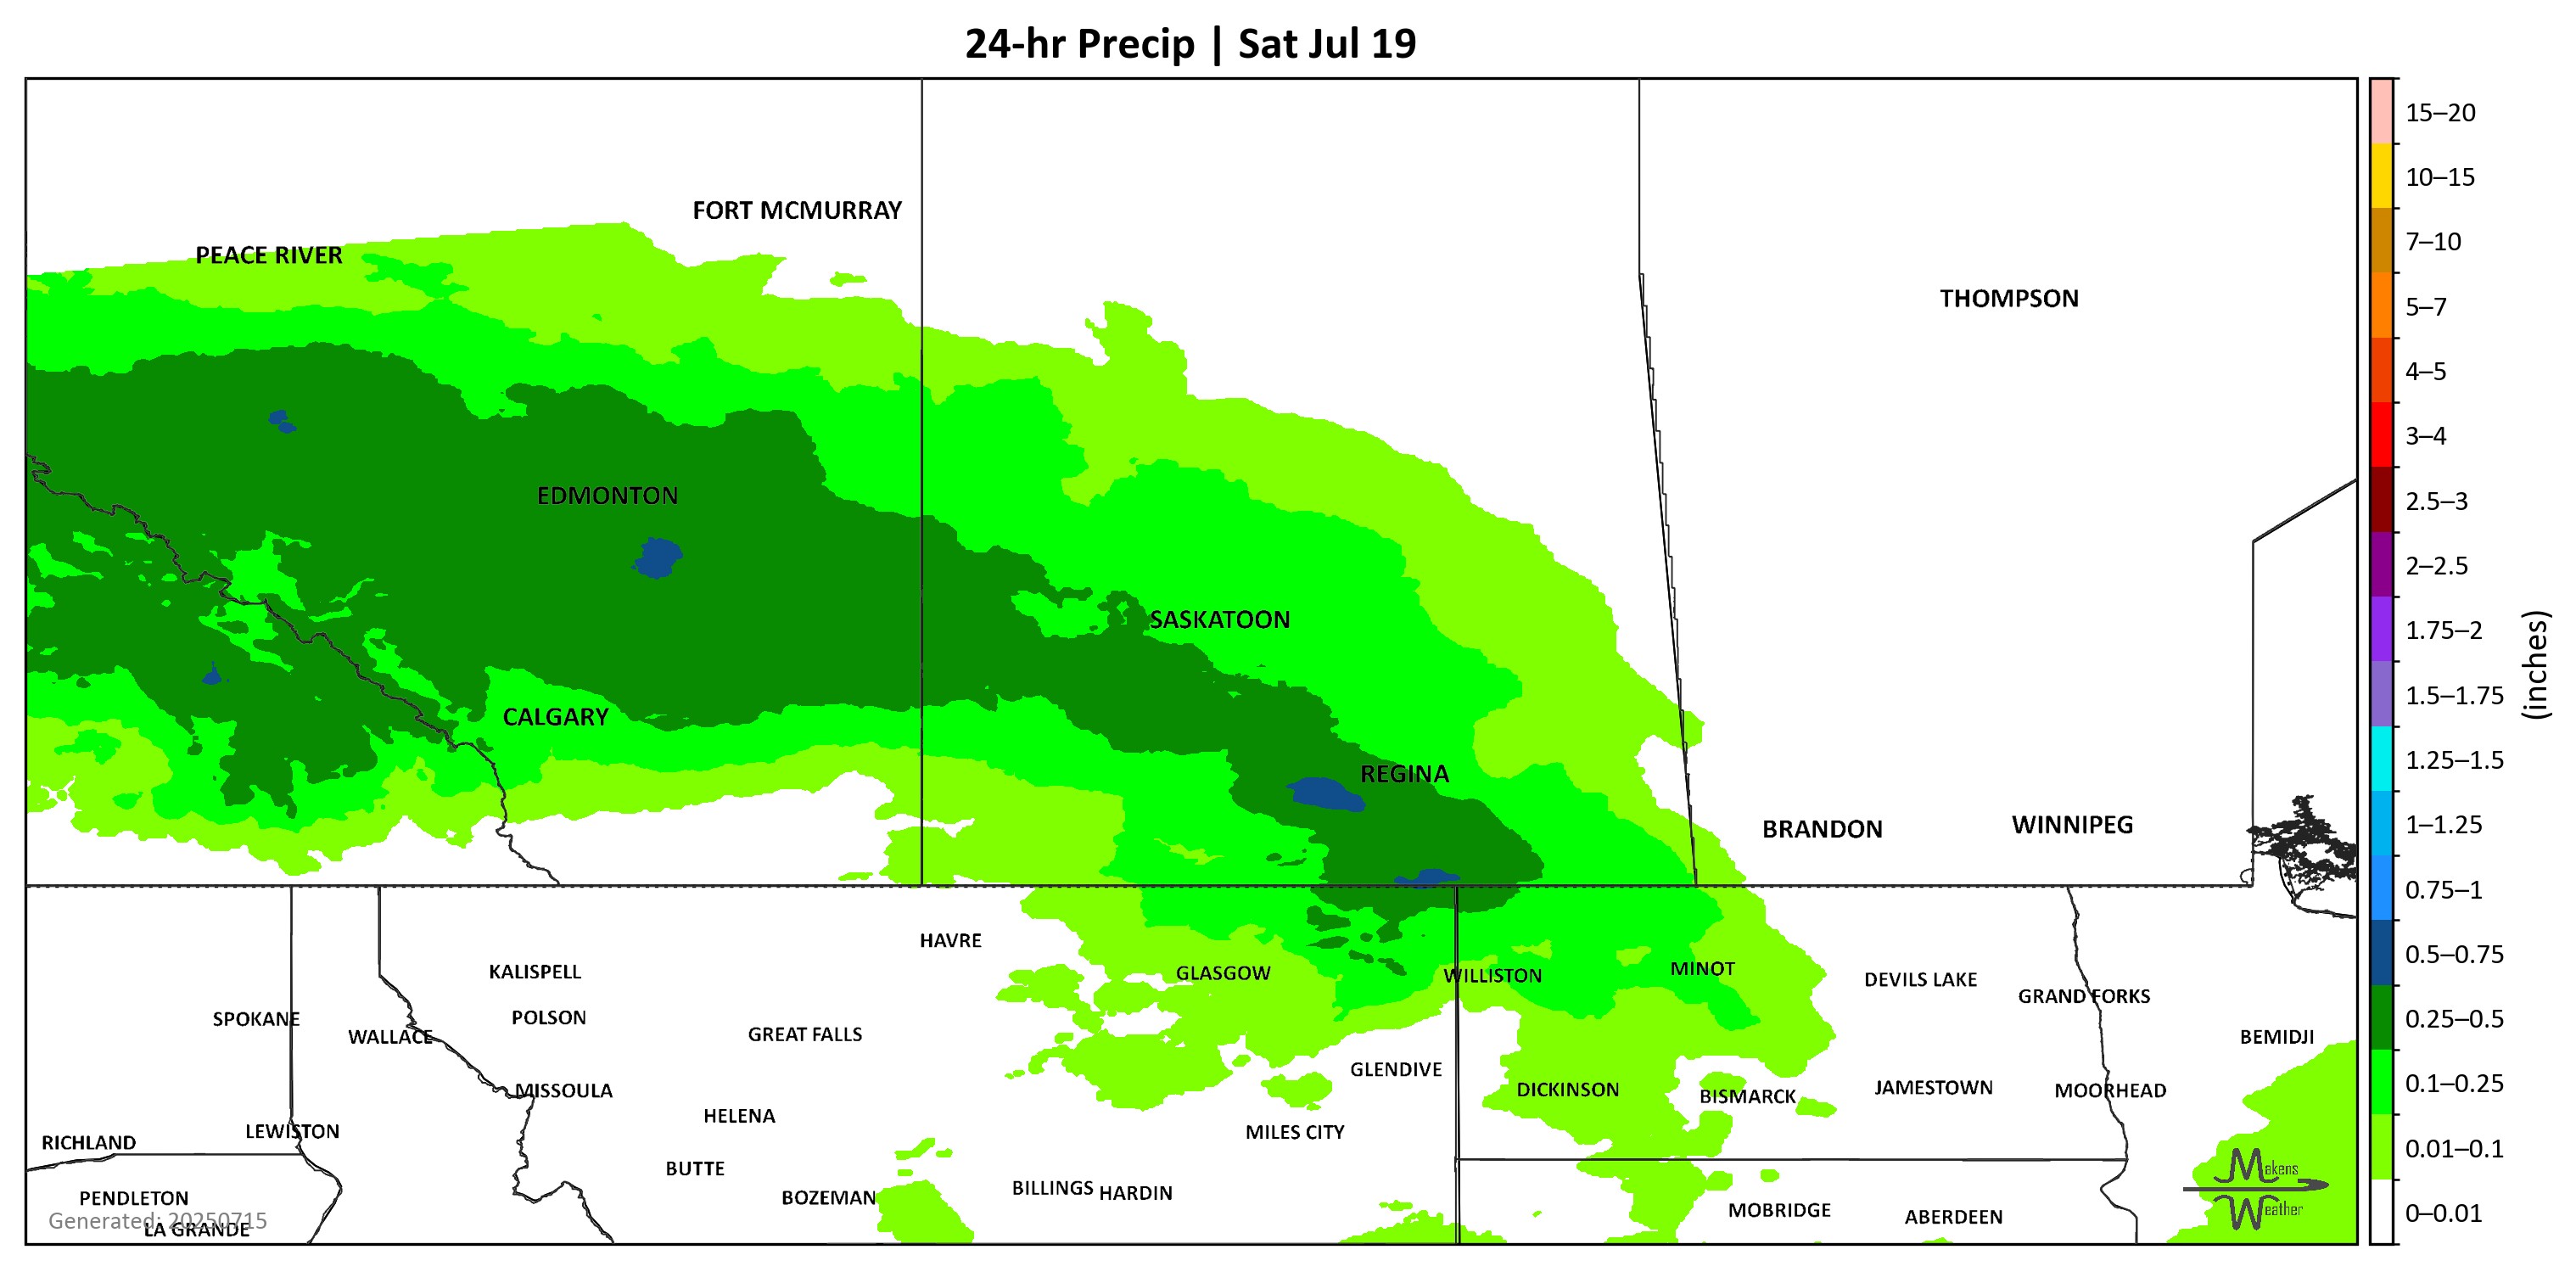 24-hr Precip | Sat Jul 19
FORT MCMURRAY
PEACE RIVER
THOMPSON
EDMONTON
SASKATOON
CALGARY
REGINA
BRANDON
WINNIPEG
HAVRE
KALISPELL
GLASGOW
WILLISTON
MINOT
DEVILS LAKE
GRAND FORKS
SPOKANE
POLSON
WALLACE
GREAT FALLS
BEMIDJI
GLENDIVE
MISSOULA
DICKINSON
BISMARCK
JAMESTOWN
MOORHEAD
HELENA
LEWISTON
RICHLAND
MILES CITY
BUTTE
PENDLETON
BOZEMAN
BILLINGS
HARDIN
MOBRIDGE
ABERDEEN
Generated: 20250715
LA GRANDE
Makens
Weather
15–20
10–15
7–10
5–7
4–5
3–4
2.5–3
2–2.5
1.75–2
1.5–1.75
1.25–1.5
1–1.25
0.75–1
0.5–0.75
0.25–0.5
0.1–0.25
0.01–0.1
0–0.01
(inches)